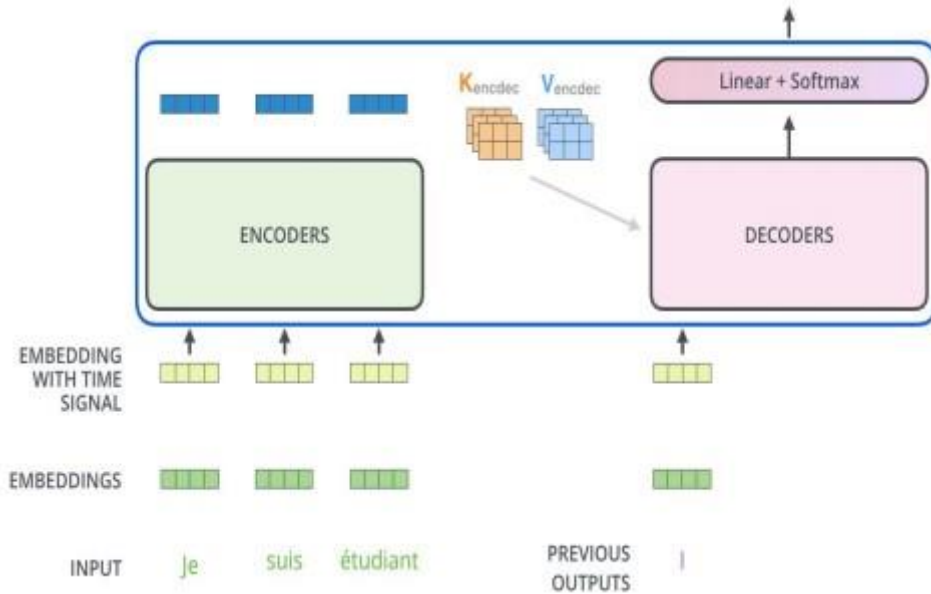 Kencdec Vencdec
Linear + Softmax
ENCODERS
DECODERS
EMBEDDING
WITH TIME
SIGNAL
EMBEDDINGS
INPUT
Je suis étudiant
PREVIOUS
OUTPUTS
I